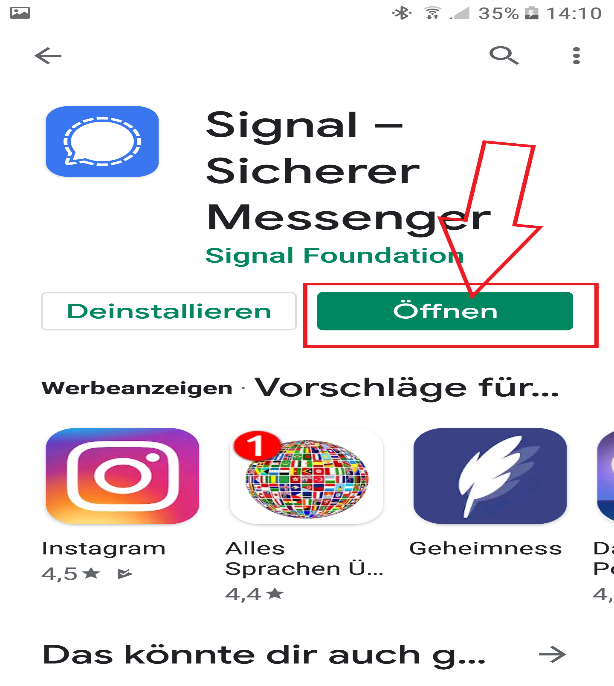 35% 14:10
Signal –
Sicherer
Messenger
Signal Foundation
Deinstallieren Öffnen
Werbeanzeigen · Vorschläge für...
1
Instagram Alles Geheimness Da
Sprachen Ü... Pe
4,5★ 4,4★ 4,
Das könnte dir auch g...